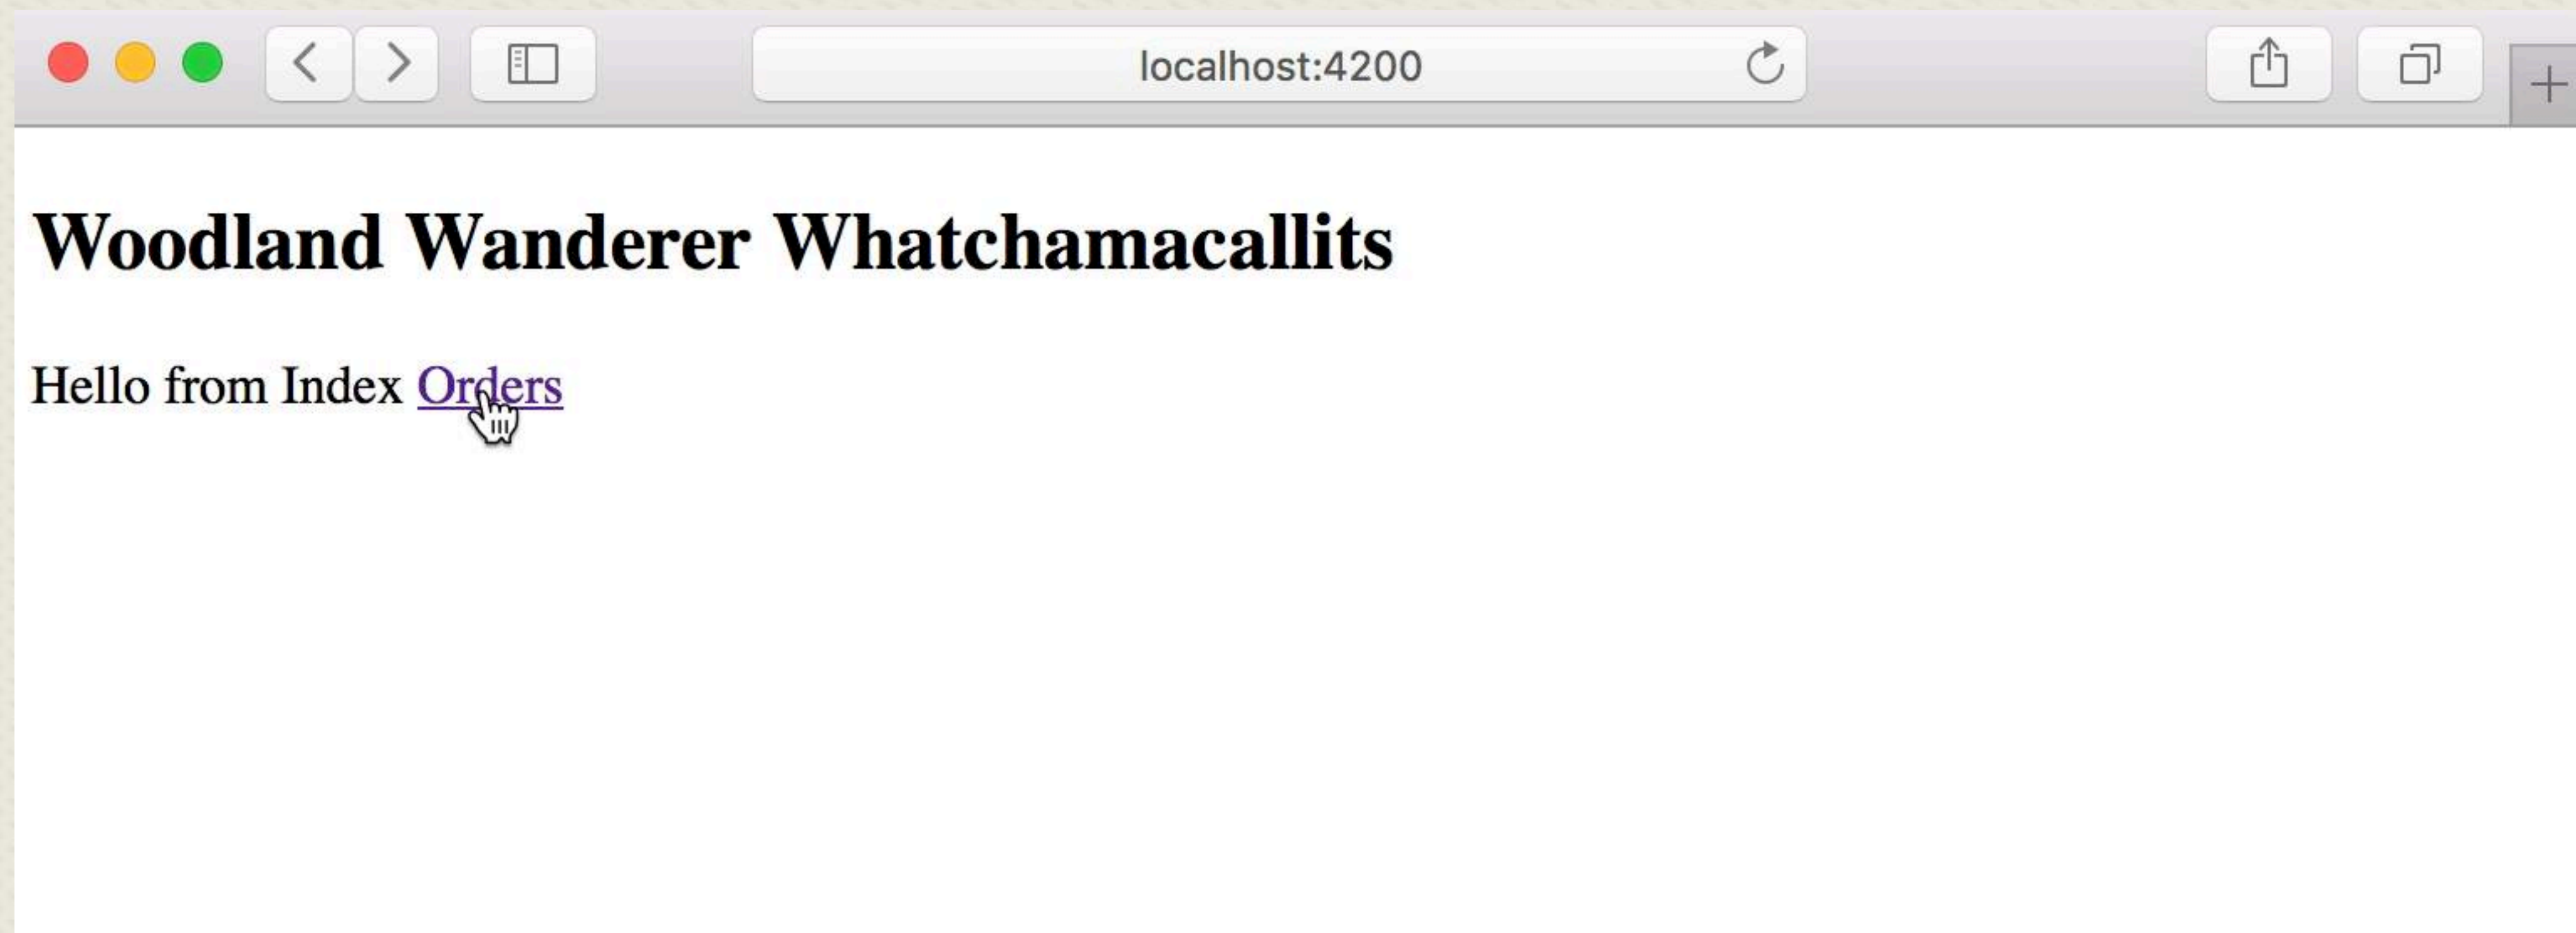 localhost:4200
Woodland Wanderer Whatchamacallits
Hello from Index Orders